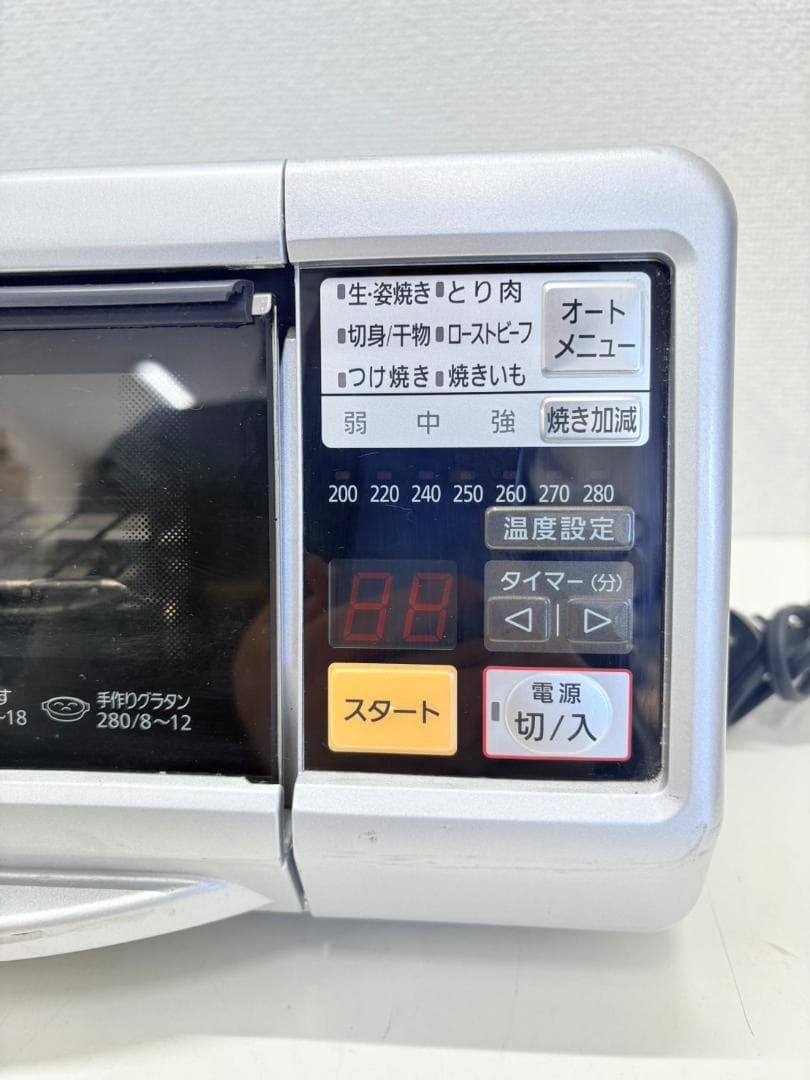 生・姿焼き とり肉
切身/干物 ローストビーフ
つけ焼き 焼きいも
オート
メニュー
弱 中 強 焼き加減
200 220 240 250 260 270 280
温度設定
タイマー(分)
スタート
電源
切/入
す
~18
手作りグラタン
280/8~12